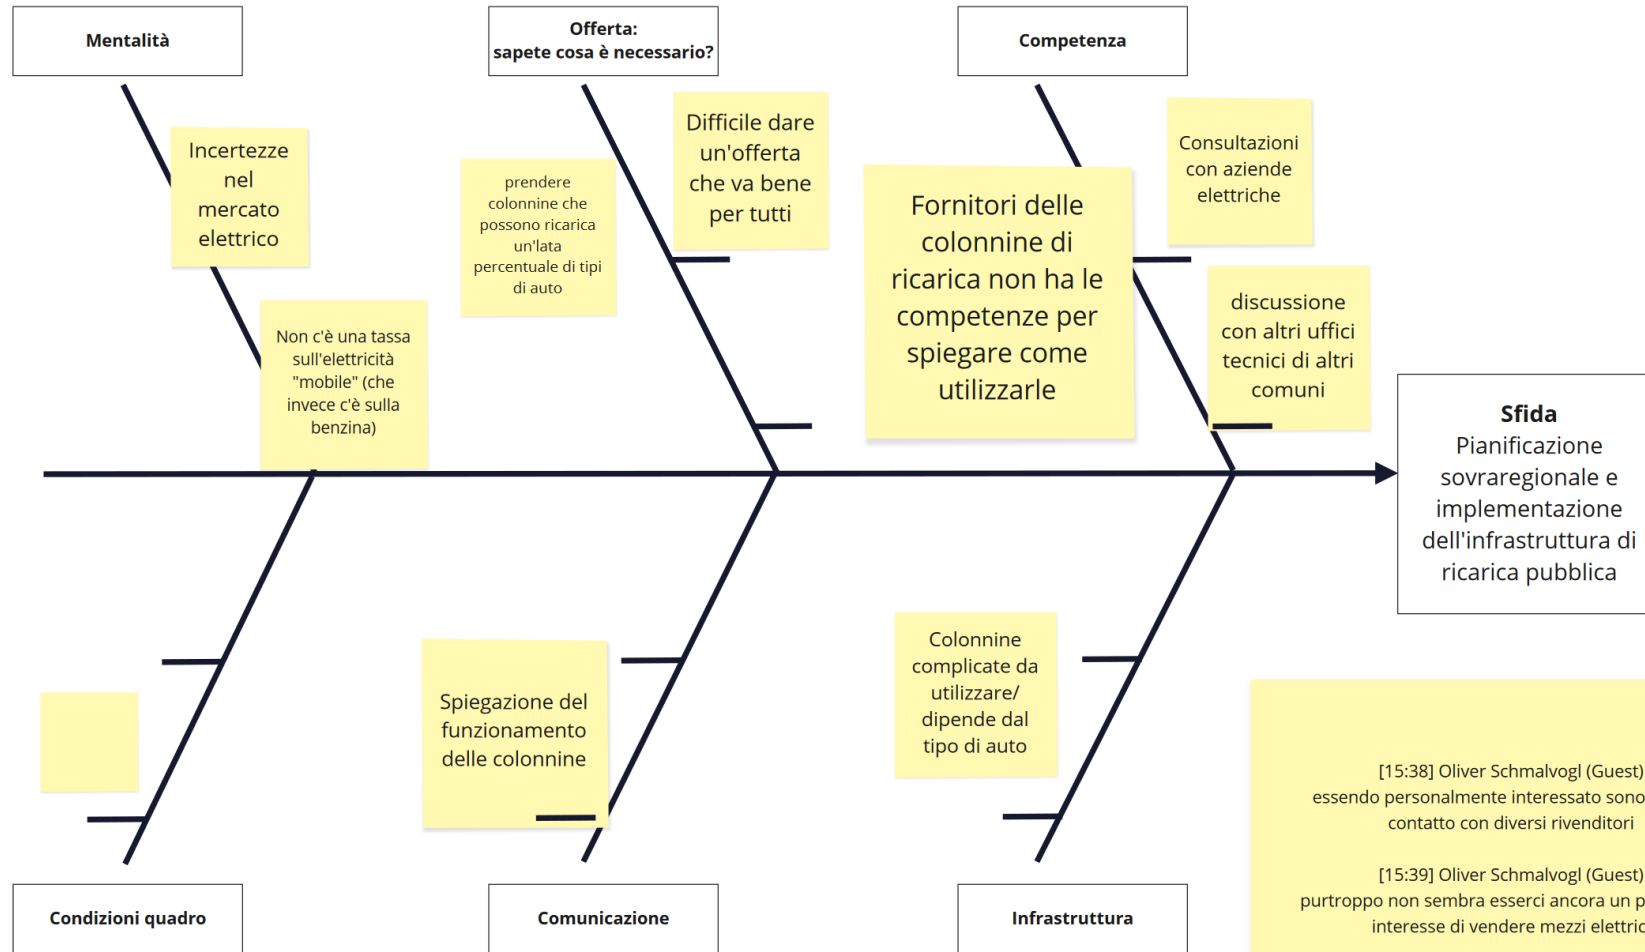 Mentalità
Offerta:
sapete cosa è necessario?
Competenza
Incertezze
nel
mercato
elettrico
Non c'è una tassa
sull'elettricità
"mobile" (che
invece c'è sulla
benzina)
prendere
colonnine che
possono ricarica
un'lata
percentuale di tipi
di auto
Difficile dare
un'offerta
che va bene
per tutti
Fornitori delle
colonnine di
ricarica non ha le
competenze per
spiegare come
utilizzarle
Consultazioni
con aziende
elettriche
discussione
con altri uffici
tecnici di altri
comuni
Sfida
Pianificazione
sovraregionale e
implementazione
dell'infrastruttura di
ricarica pubblica
Spiegazione del
funzionamento
delle colonnine
Colonnine
complicate da
utilizzare/
dipende dal
tipo di auto
[15:38] Oliver Schmalvogl (Guest)
essendo personalmente interessato sono
contatto con diversi rivenditori
[15:39] Oliver Schmalvogl (Guest)
purtroppo non sembra esserci ancora un
interesse di vendere mezzi
Condizioni quadro
Comunicazione
Infrastruttura